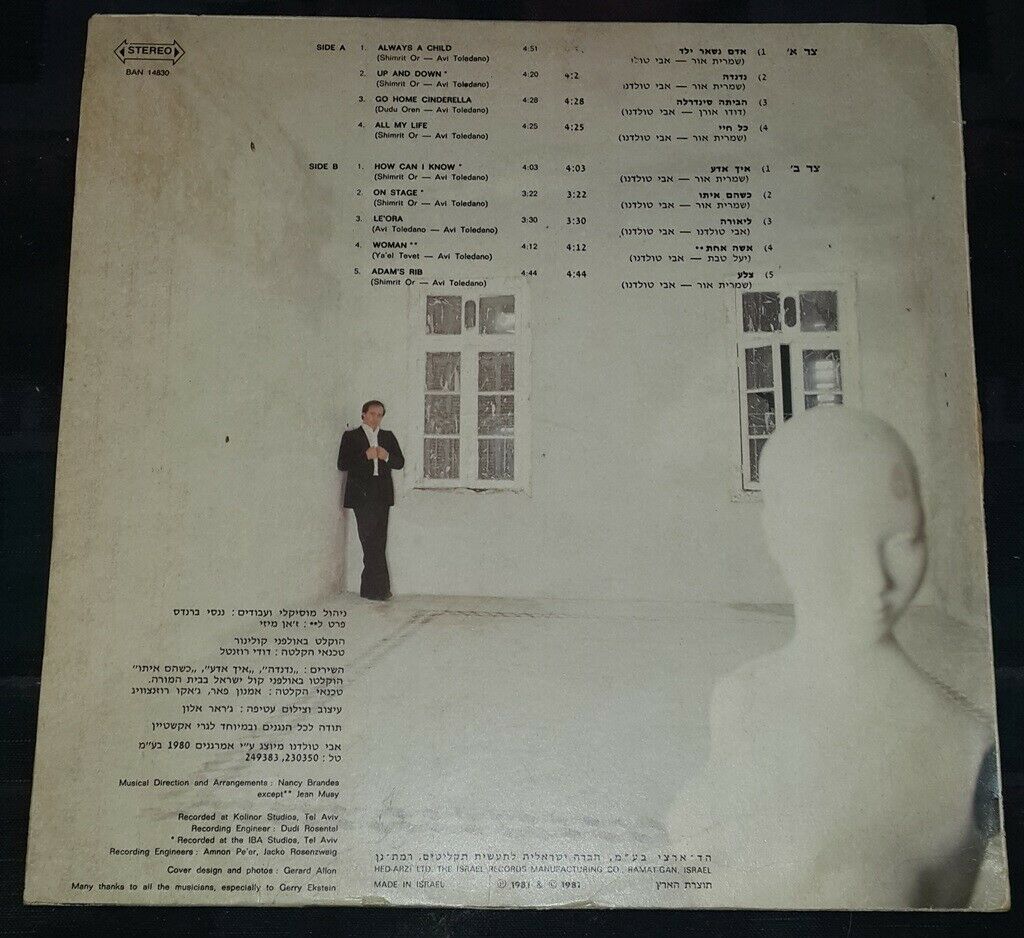 STEREO
BAN 14830
SIDE A 1. ALWAYS A CHILD 4:51
(Shimrit Or — Avi Toledano)
2. UP AND DOWN * 4:20 4:2
(Shimrit Or — Avi Toledano)
3. GO HOME CINDERELLA 4:28 4:28
(Dudu Oren — Avi Toledano)
4. ALL MY LIFE 4:25 4:25
(Shimrit Or — Avi Toledano)
SIDE B 1. HOW CAN I KNOW * 4:03 4:03
(Shimrit Or — Avi Toledano)
2. ON STAGE * 3:22 3:22
(Shimrit Or — Avi Toledano)
3. LE'ORA 3:30 3:30
(Avi Toledano — Avi Toledano)
4. WOMAN ** 4:12 4:12
(Ya'el Tevet — Avi Toledano)
5. ADAM'S RIB 4:44 4:44
(Shimrit Or — Avi Toledano)
צד א' 1) אדם נשאר ילד
(שמרית אור — אבי טולדנו
2) נדנדה
(שמרית אור — אבי טולדנו)
3) הביתה סינדרלה
(דודו אורן — אבי טולדנו)
4) כל חיי
(שמרית אור — אבי טולדנו)
צד ב' 1) איך אדע
(שמרית אור — אבי טולדנו)
2) כשהם איתו
(שמרית אור — אבי טולדנו)
3) ליאורה
(אבי טולדנו — אבי טולדנו)
4) אשה אחת **
(יעל טבת — אבי טולדנו)
5) צלע
(שמרית אור — אבי טולדנו)
ניהול מוסיקלי ועבודים : ננסי ברנדס
פרט ל** : ז'אן מיזי
הוקלט באולפני קולינור
טכנאי הקלטה : דודי רוזנטל
השירים : ,,נדנדה'', ,,איך אדע'', ,,כשהם איתו''
הוקלטו באולפני קול ישראל בבית המורה.
טכנאי הקלטה : אמנון פאר, ג'אקו רוזנצוויג
עיצוב וצילום עטיפה : ג'ראר אלון
תודה לכל הנגנים ובמיוחד לגרי אקשטיין
אבי טולדנו מיוצג ע''י אמרגנים 1980 בע''מ
טל : 230350, 249383
Musical Direction and Arrangements : Nancy Brandes
except** Jean Musy
Recorded at Kolinor Studios, Tel Aviv
Recording Engineer : Dudi Rosental
* Recorded at the IBA Studios, Tel Aviv
Recording Engineers : Amnon Pe'er, Jacko Rosenzweig
Cover design and photos : Gerard Allon
Many thanks to all the musicians, especially to Gerry Ekstein
הד־ארצי בע״מ, חברה ישראלית לתעשית תקליטים, רמת־גן
HED-ARZI LTD. THE ISRAEL RECORDS MANUFACTURING CO., RAMAT-GAN, ISRAEL
MADE IN ISRAEL ℗ 1981 & © 1981 תוצרת הארץ